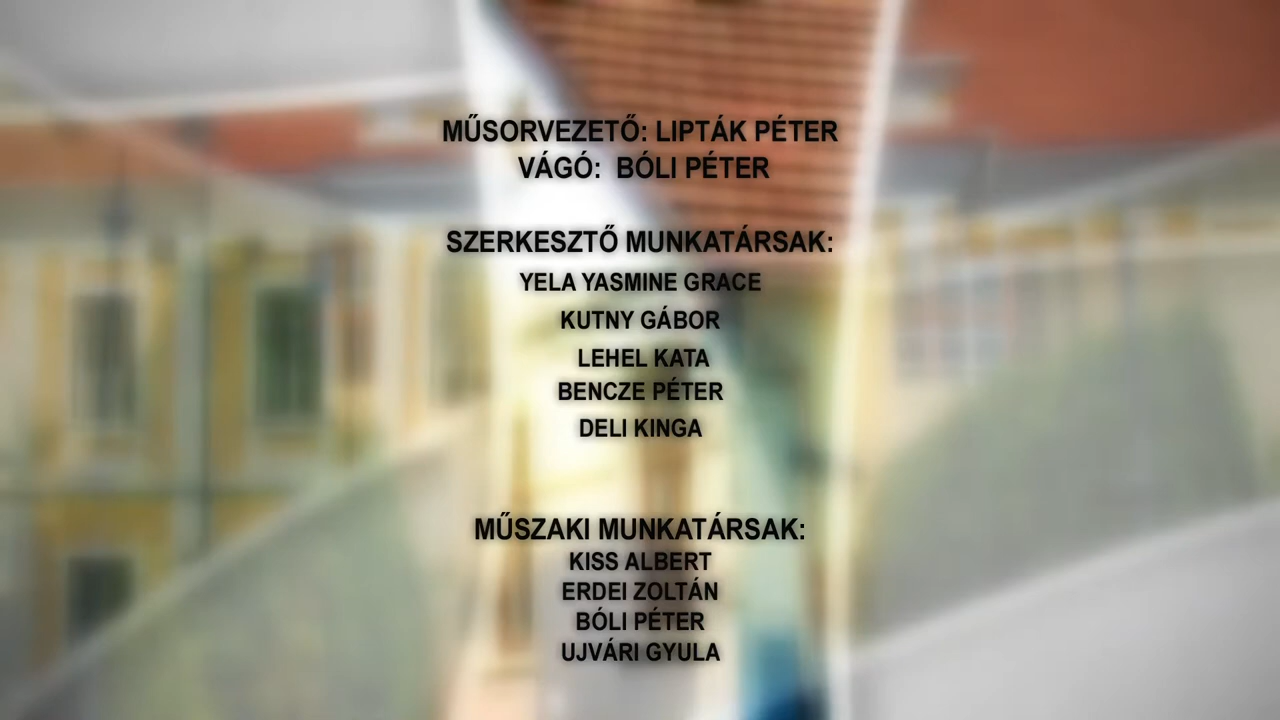 MŰSORVEZETŐ: LIPTÁK PÉTER
VÁGÓ: BÓLI PÉTER
SZERKESZTŐ MUNKATÁRSAK:
YELA YASMINE GRACE
KUTNY GÁBOR
LEHEL KATA
BENCZE PÉTER
DELI KINGA
MŰSZAKI MUNKATÁRSAK:
KISS ALBERT
ERDEI ZOLTÁN
BÓLI PÉTER
UJVÁRI GYULA